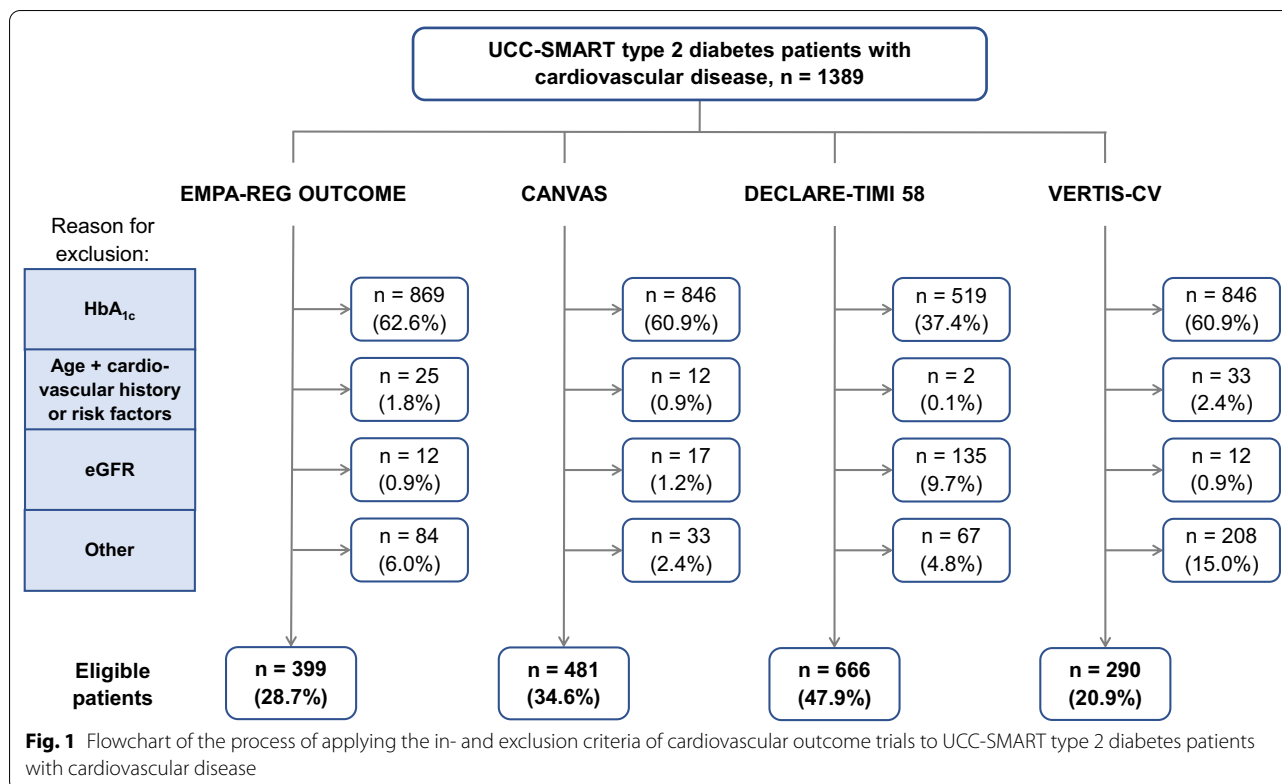 UCC-SMART type 2 diabetes patients with
cardiovascular disease, n = 1389
EMPA-REG OUTCOME
CANVAS
DECLARE-TIMI 58
VERTIS-CV
Reason for
exclusion:
HbA1c
n = 869
(62.6%)
n = 846
(60.9%)
n = 519
(37.4%)
n = 846
(60.9%)
Age + cardio-
vascular history
or risk factors
n = 25
(1.8%)
n = 12
(0.9%)
n = 2
(0.1%)
n = 33
(2.4%)
eGFR
n = 12
(0.9%)
n = 17
(1.2%)
n = 135
(9.7%)
n = 12
(0.9%)
Other
n = 84
(6.0%)
n = 33
(2.4%)
n = 67
(4.8%)
n = 208
(15.0%)
Eligible
patients
n = 399
(28.7%)
n = 481
(34.6%)
n = 666
(47.9%)
n = 290
(20.9%)
Fig. 1 Flowchart of the process of applying the in- and exclusion criteria of cardiovascular outcome trials to UCC-SMART type 2 diabetes patients
with cardiovascular disease